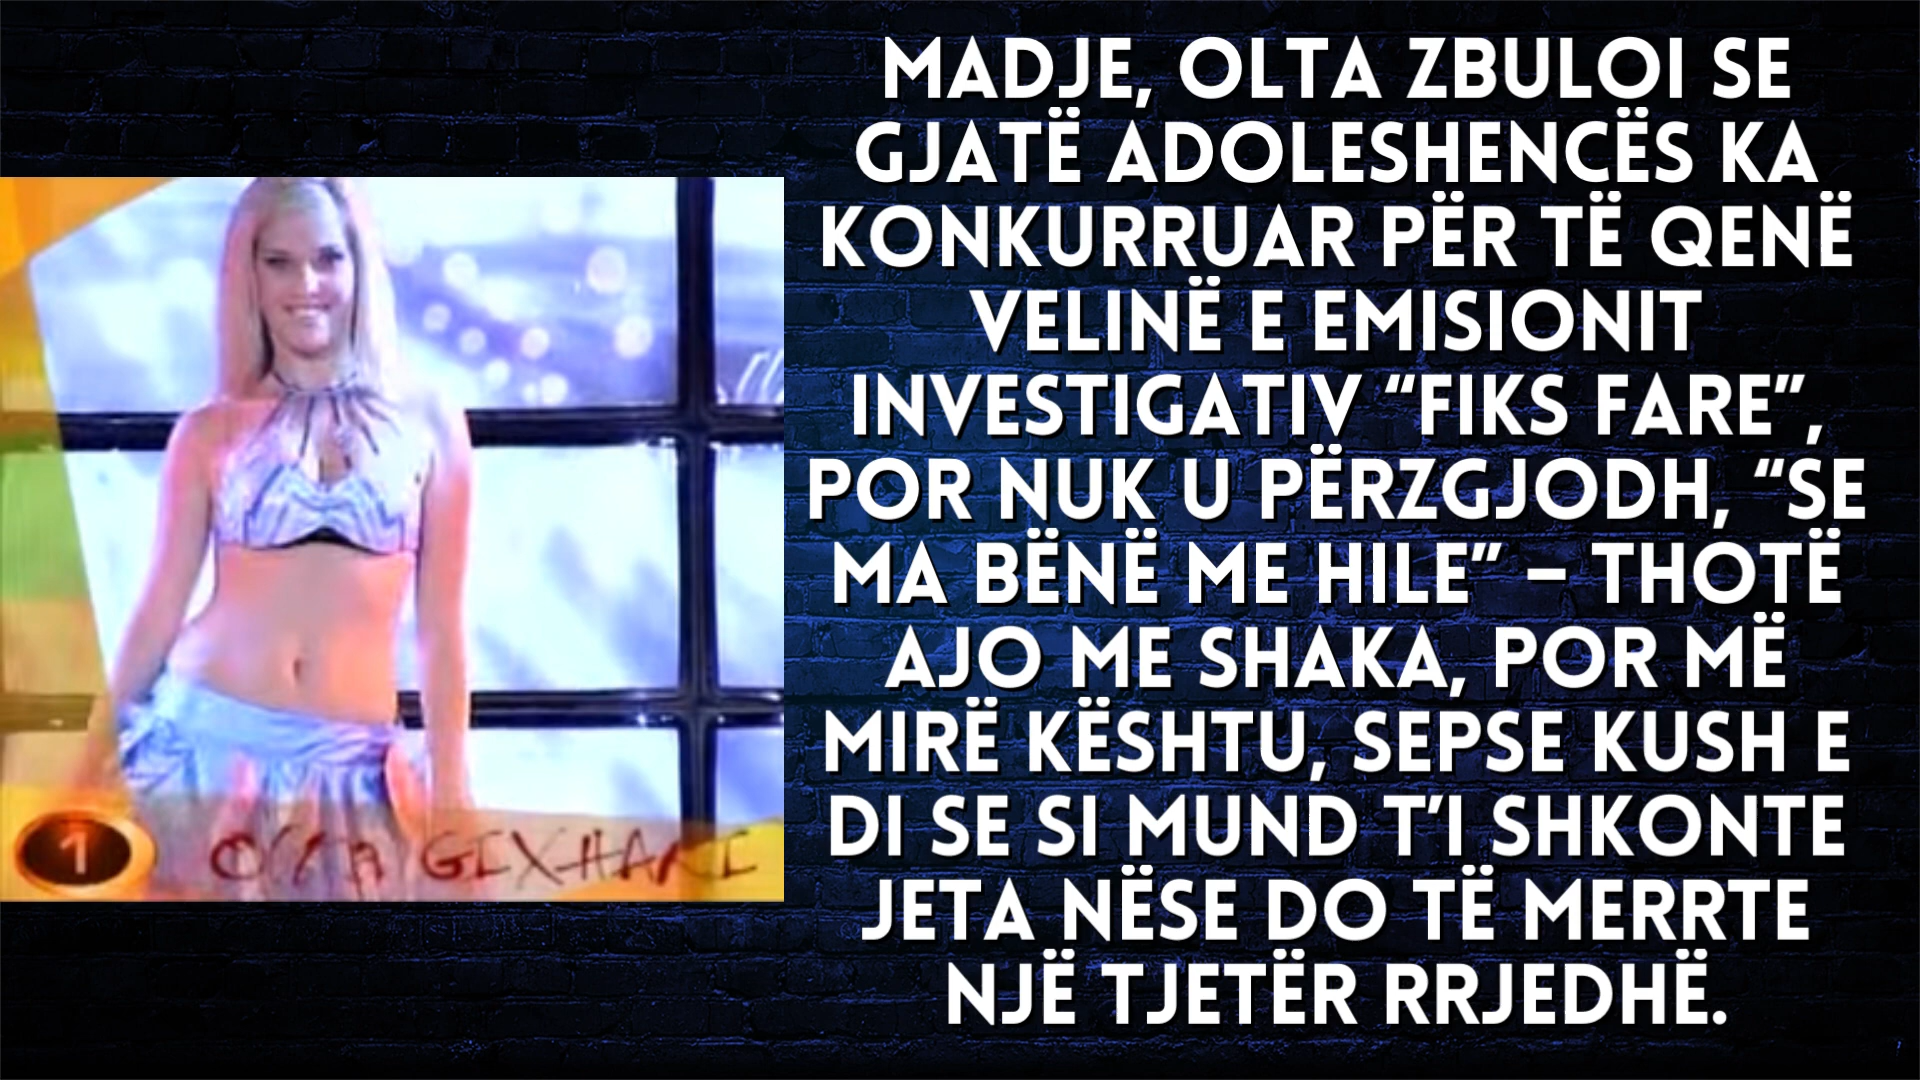 MADJE, OLTA ZBULOI SE
GJATË ADOLESHENCËS KA
KONKURRUAR PËR TË QENË
VELINË E EMISIONIT
INVESTIGATIV “FIKS FARE”,
POR NUK U PËRZGJODH, “SE
MA BËNË ME HILE” – THOTË
AJO ME SHAKA, POR MË
MIRË KËSHTU, SEPSE KUSH E
DI SE SI MUND T’I SHKONTE
JETA NËSE DO TË MERRTE
NJË TJETËR RRJEDHË.
1
OLTA GIXHARI